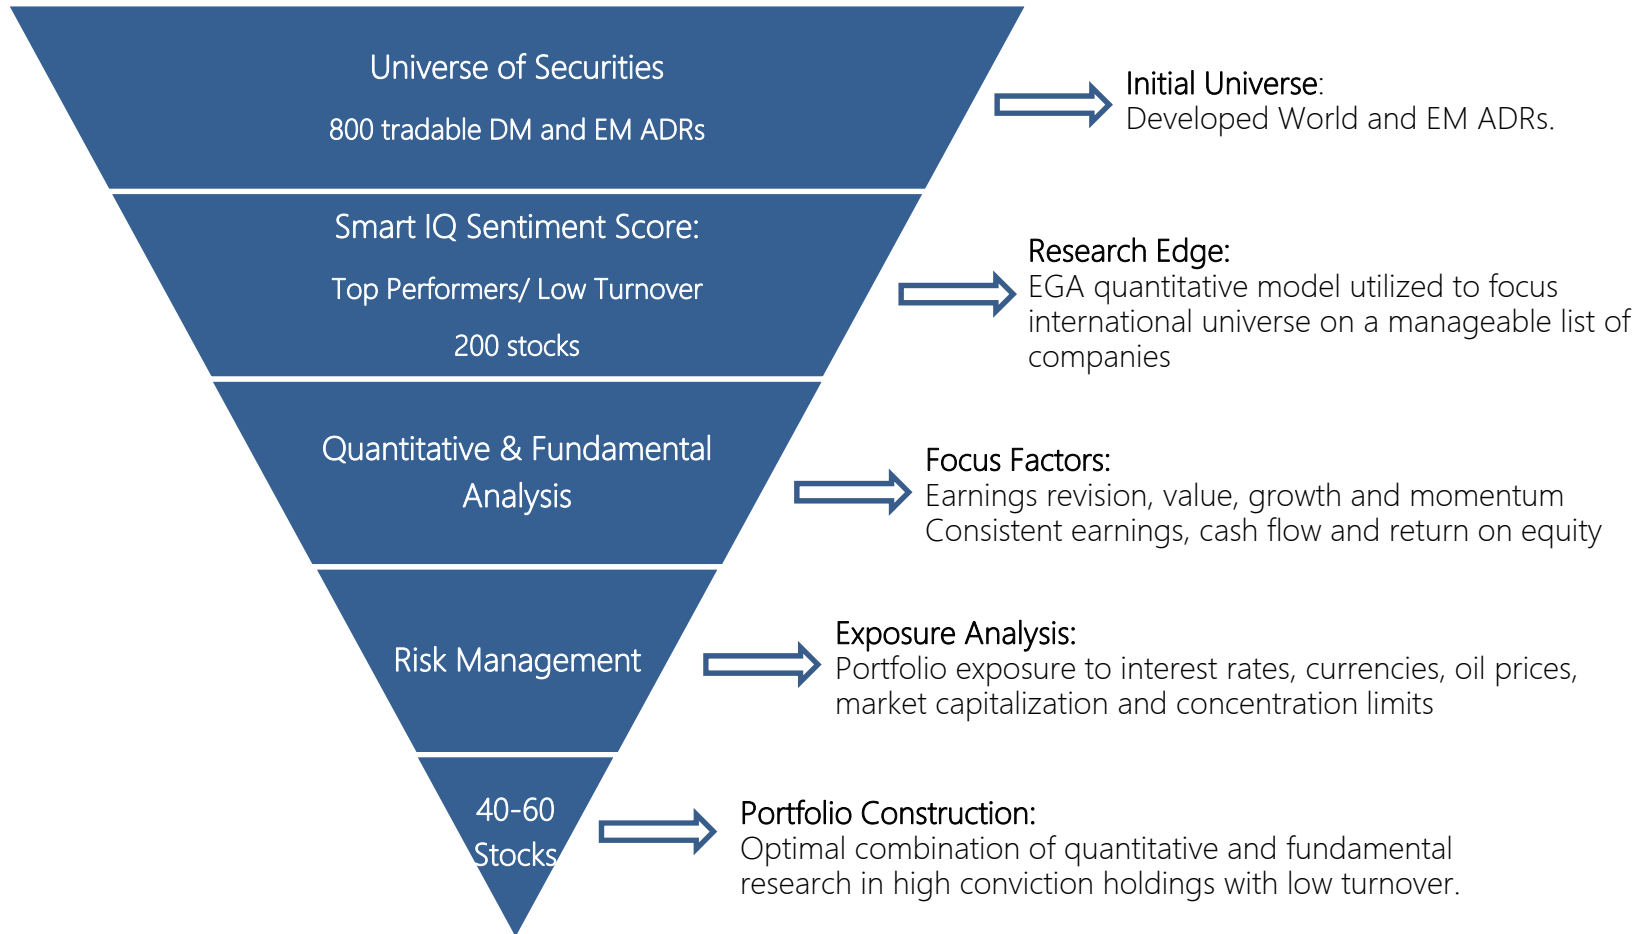 Universe of Securities
800 tradable DM and EM ADRs
Initial Universe:
Developed World and EM ADRs.
Smart IQ Sentiment Score:
Top Performers/ Low Turnover
200 stocks
Research Edge:
EGA quantitative model utilized to focus
international universe on a manageable list of
companies
Quantitative & Fundamental
Analysis
Focus Factors:
Earnings revision, value, growth and momentum
Consistent earnings, cash flow and return on equity
Risk Management
Exposure Analysis:
Portfolio exposure to interest rates, currencies, oil prices,
market capitalization and concentration limits
40-60
Stocks
Portfolio Construction:
Optimal combination of quantitative and fundamental
research in high conviction holdings with low turnover.